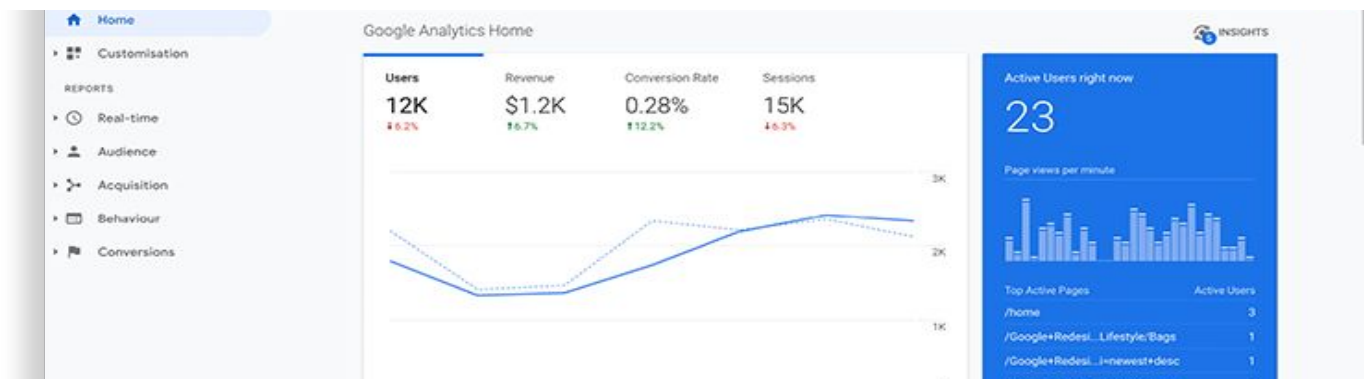 Home
Customisation
REPORTS
Real-time
Audience
Acquisition
Behaviour
Conversions
Google Analytics Home
5 INSIGHTS
Users Revenue Conversion Rate Sessions
12K $1.2K 0.28% 15K
↓6.2% ↑6.7% ↑12.2% ↓6.3%
3K
2K
1K
Active Users right now
23
Page views per minute
Top Active Pages Active Users
/home 3
/Google+Redesi...Lifestyle/Bags 1
/Google+Redesi...i=newest+desc 1